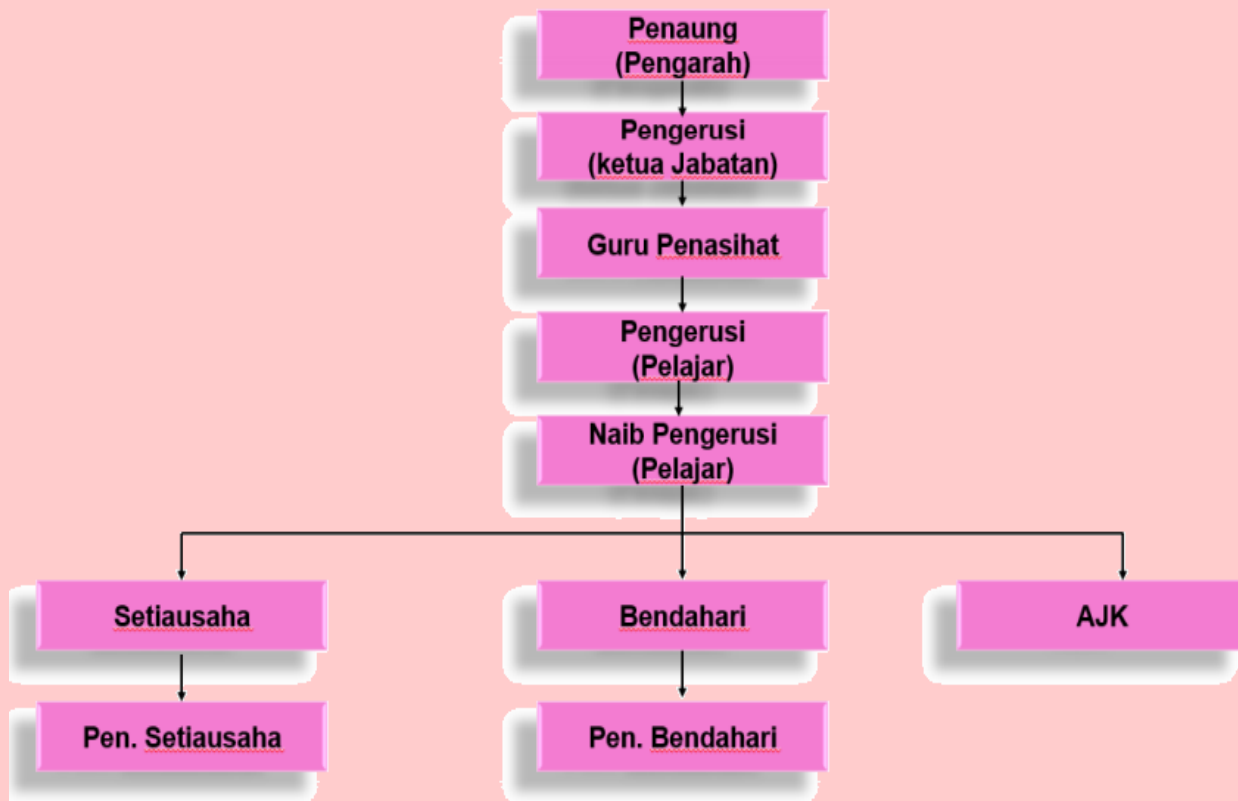 Penaung
(Pengarah)
Pengerusi
(ketua Jabatan)
Guru Penasihat
Pengerusi
(Pelajar)
Naib Pengerusi
(Pelajar)
Setiausaha
Bendahari
AJK
Pen. Setiausaha
Pen. Bendahari